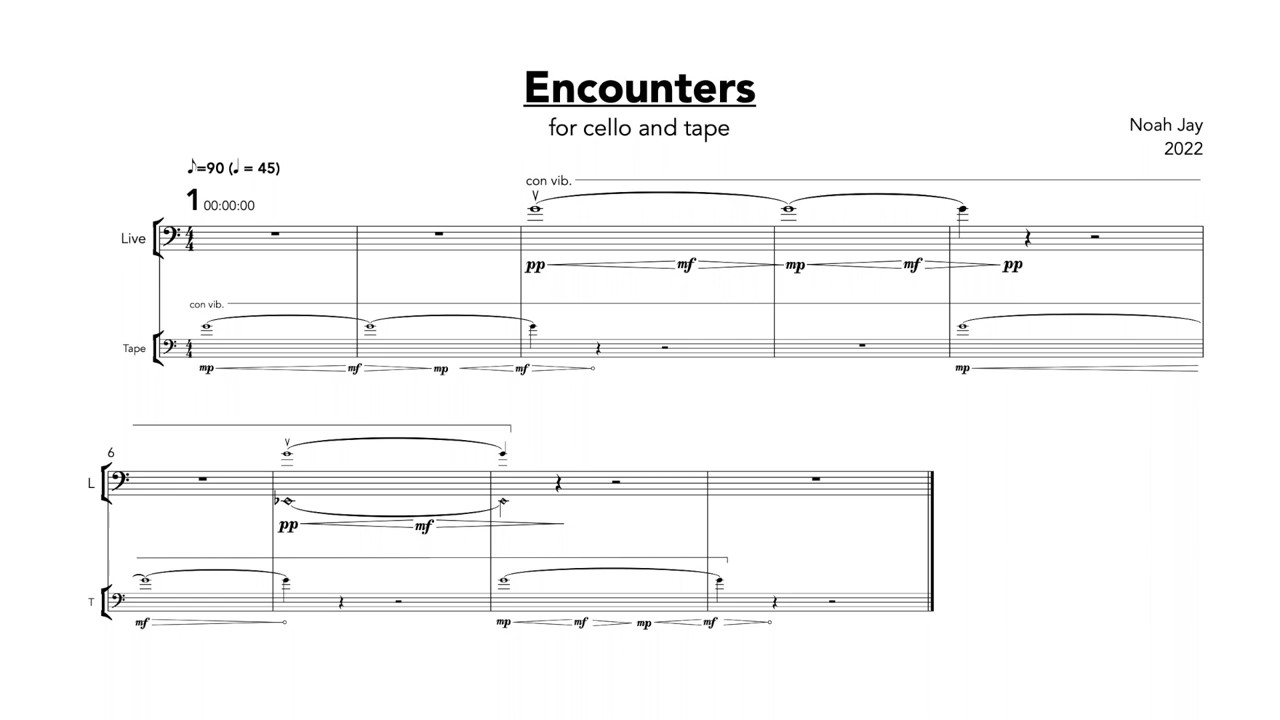 Encounters
for cello and tape
Noah Jay
2022
♪=90 (♩ = 45)
1 00:00:00
con vib.
Live
pp mf mp mf pp
con vib.
Tape
mp mf mp mf mp
6
L
pp mf
T
mf mp mf mp mf